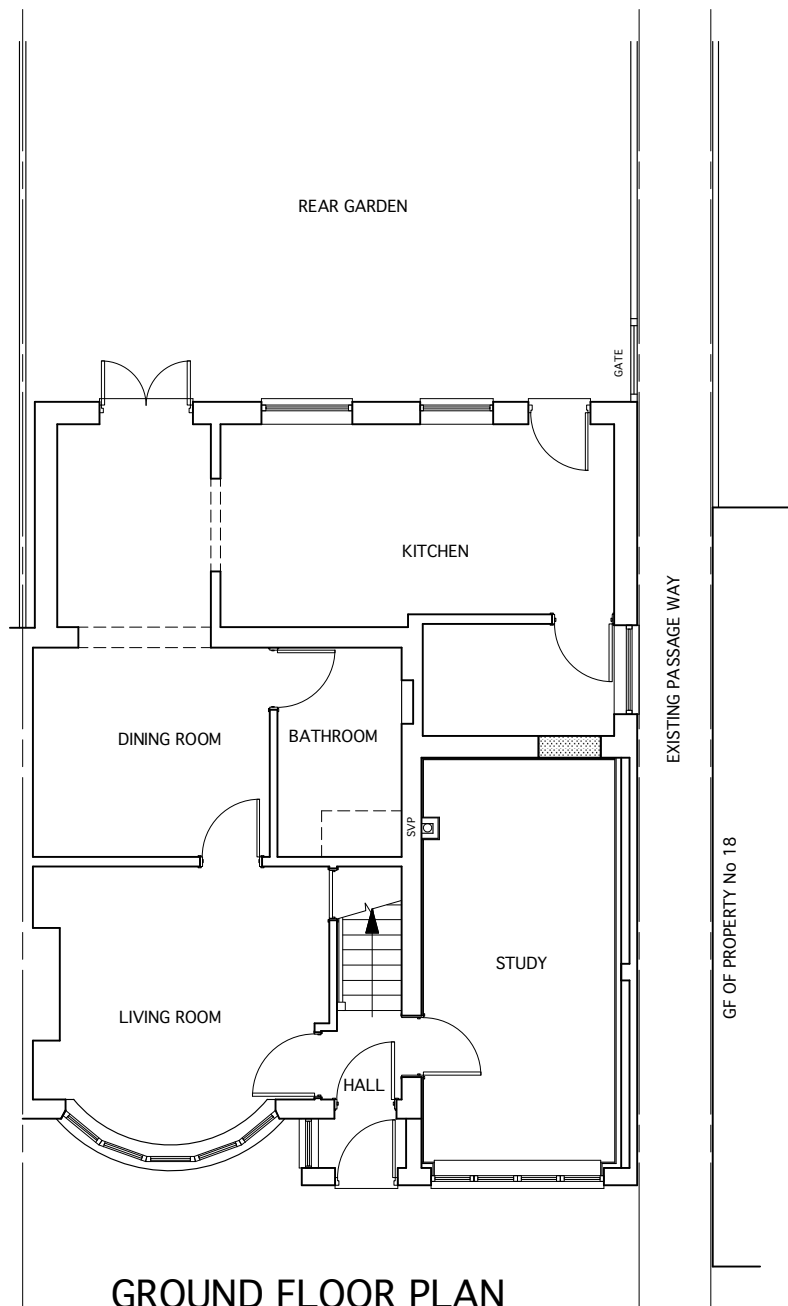 REAR GARDEN
GATE
KITCHEN
EXISTING PASSAGE WAY
DINING ROOM
BATHROOM
SVP
GF OF PROPERTY No 18
STUDY
LIVING ROOM
HALL
GROUND FLOOR PLAN